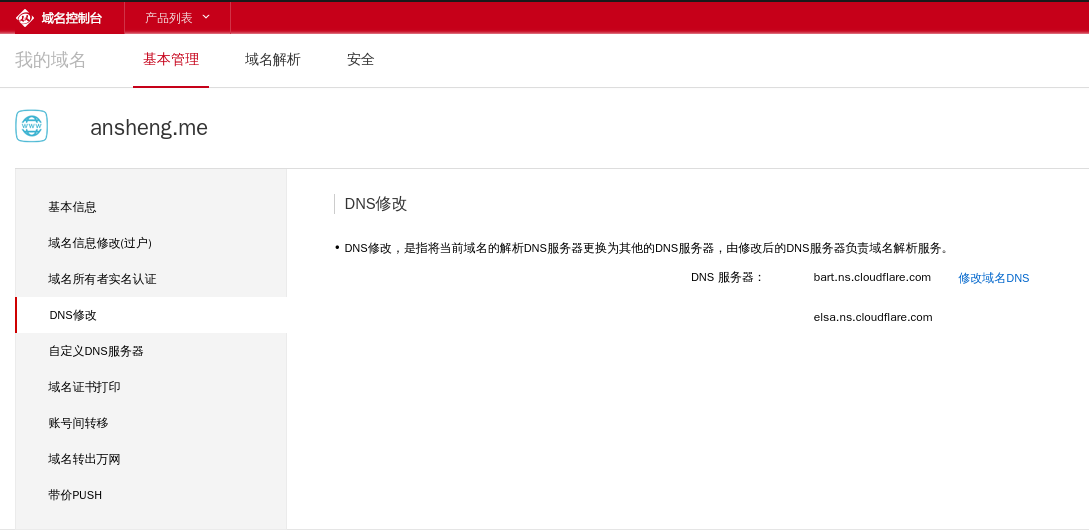 域名控制台 产品列表
我的域名 基本管理 域名解析 安全
www
ansheng.me
基本信息
域名信息修改(过户)
域名所有者实名认证
DNS修改
自定义DNS服务器
域名证书打印
账号间转移
域名转出万网
带价PUSH
DNS修改
• DNS修改，是指将当前域名的解析DNS服务器更换为其他的DNS服务器，由修改后的DNS服务器负责域名解析服务。
DNS 服务器： bart.ns.cloudflare.com 修改域名DNS
elsa.ns.cloudflare.com